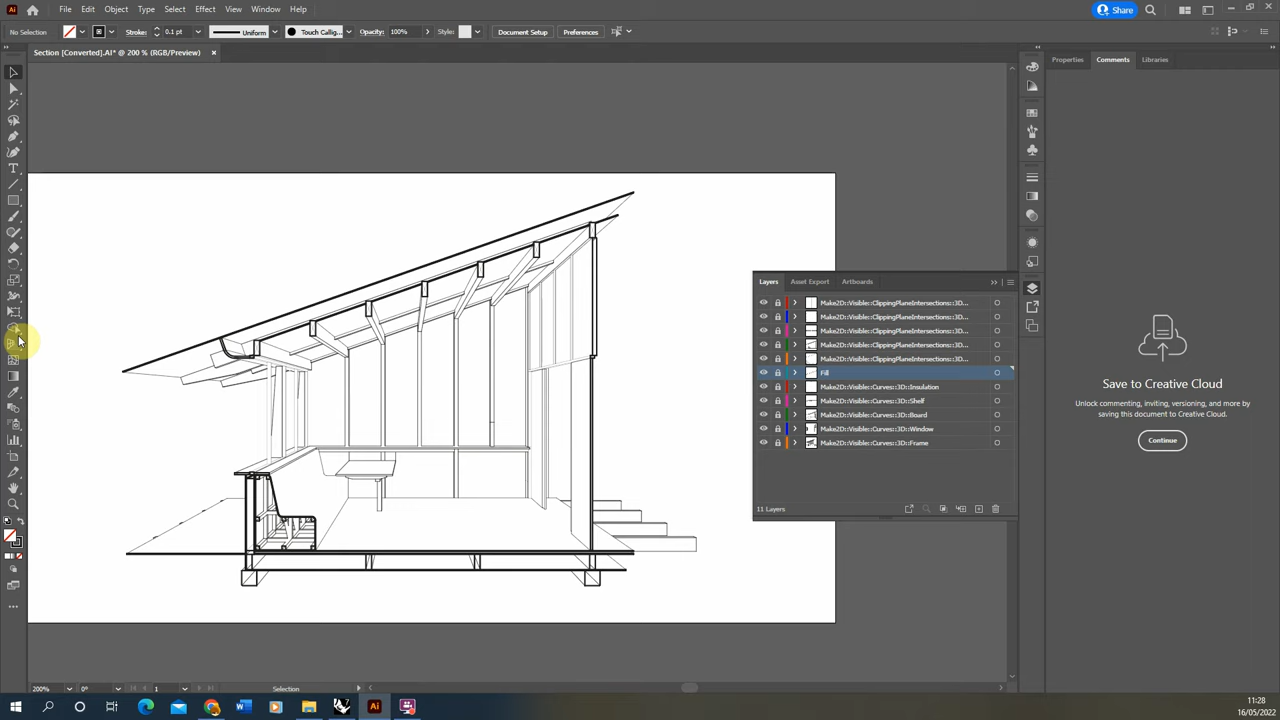 Ai File Edit Object Type Select Effect View Window Help Share
No Selection Stroke: 0.1 pt Uniform Touch Callig... Opacity: 100% Style: Document Setup Preferences
Section [Converted].AI* @ 200 % (RGB/Preview) ×
Properties Comments Libraries
Layers Asset Export Artboards
Make2D::Visible::ClippingPlaneIntersections::3D...
Make2D::Visible::ClippingPlaneIntersections::3D...
Make2D::Visible::ClippingPlaneIntersections::3D...
Make2D::Visible::ClippingPlaneIntersections::3D...
Make2D::Visible::ClippingPlaneIntersections::3D...
Fill
Make2D::Visible::Curves::3D::Insulation
Make2D::Visible::Curves::3D::Shelf
Make2D::Visible::Curves::3D::Board
Make2D::Visible::Curves::3D::Window
Make2D::Visible::Curves::3D::Frame
11 Layers
Save to Creative Cloud
Unlock commenting, inviting, versioning, and more by
saving this document to Creative Cloud.
Continue
200% 0° 1 Selection
11:28
16/05/2022